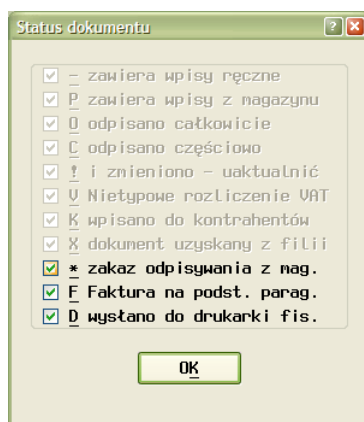 Status dokumentu
- zawiera wpisy ręczne
P zawiera wpisy z magazynu
O odpisano całkowicie
C odpisano częściowo
! i zmieniono - uaktualnić
V Nietypowe rozliczenie VAT
K wpisano do kontrahentów
X dokument uzyskany z filii
* zakaz odpisywania z mag.
F Faktura na podst. parag.
D wysłano do drukarki fis.
OK